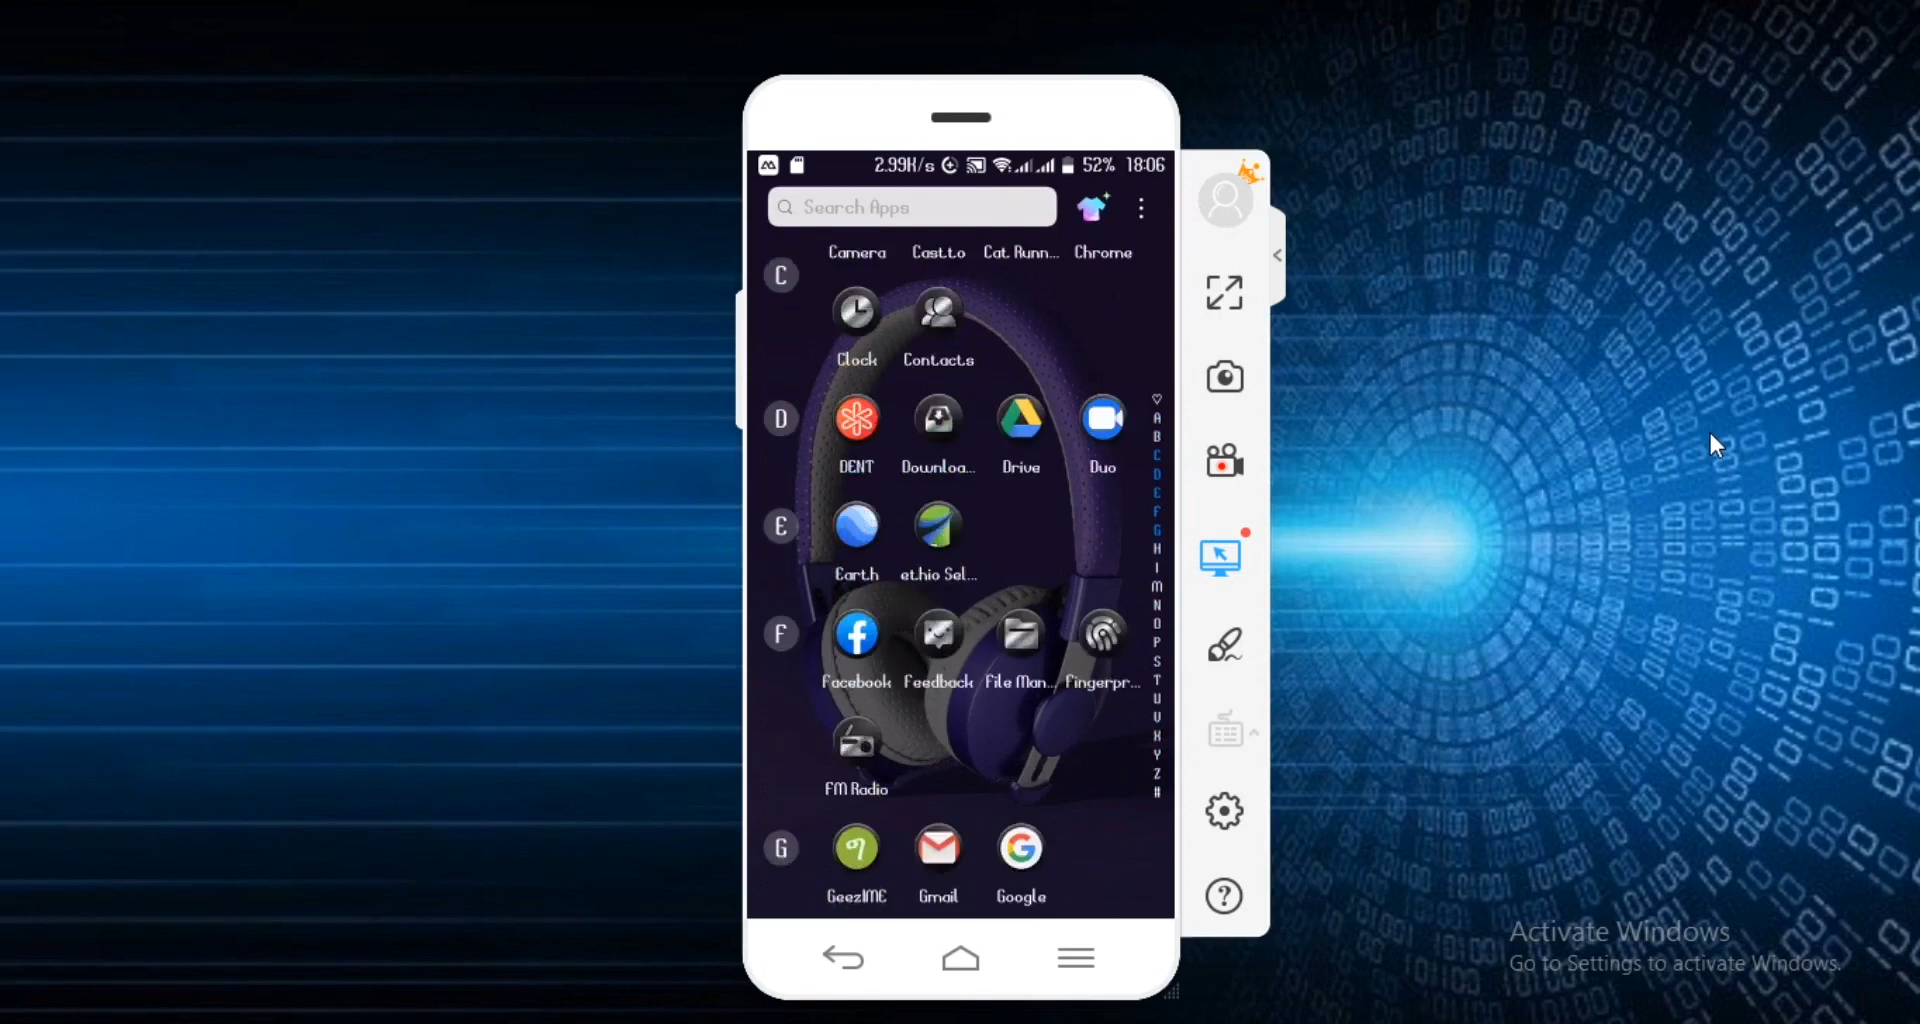 2.99K/s 52% 18:06
Search Apps
Camera Cast to Cat Runn... Chrome
C
Clock Contacts
D
DENT Downloa... Drive Duo
E
Earth ethio Sel...
F
Facebook Feedback File Man... Fingerpr...
FM Radio
G
GeezIME Gmail Google
A
B
C
D
E
F
G
H
I
M
N
O
P
S
T
U
V
X
Y
Z
#
Activate Windows
Go to Settings to activate Windows.